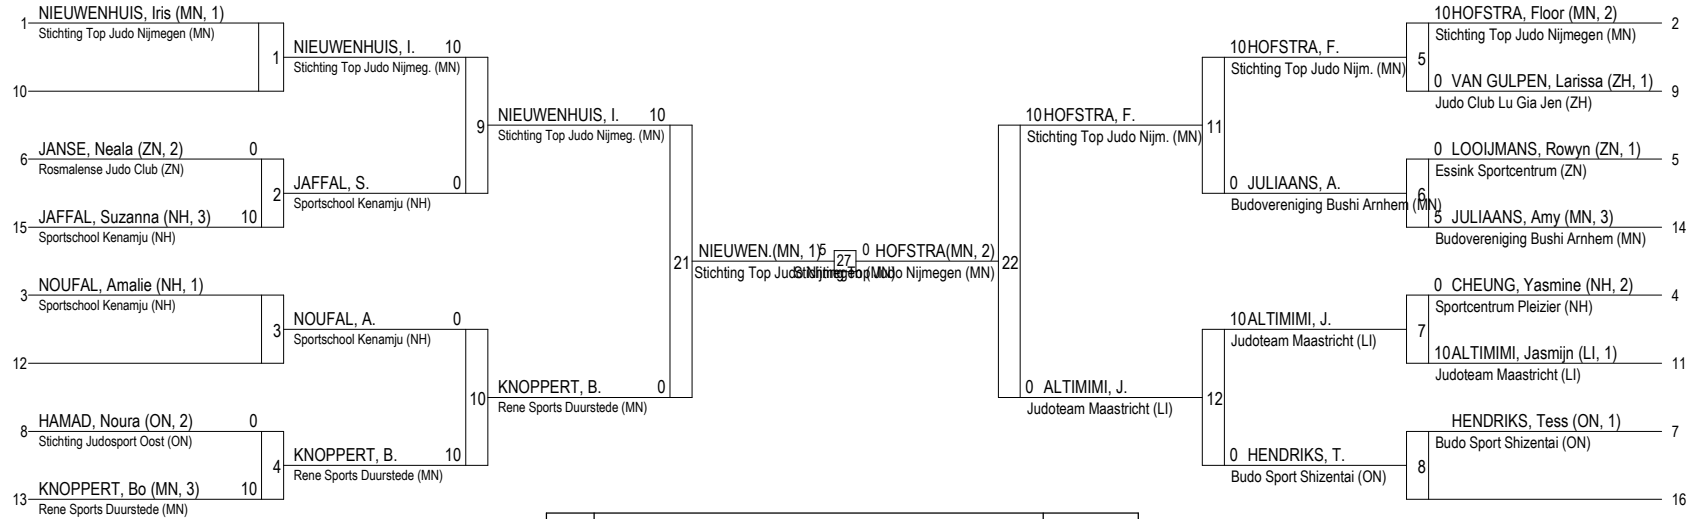 1 NIEUWENHUIS, Iris (MN, 1)
Stichting Top Judo Nijmegen (MN)
10
1
6 JANSE, Neala (ZN, 2) 0
Rosmalense Judo Club (ZN)
15 JAFFAL, Suzanna (NH, 3) 10
Sportschool Kenamju (NH)
2
3 NOUFAL, Amalie (NH, 1)
Sportschool Kenamju (NH)
12
3
8 HAMAD, Noura (ON, 2) 0
Stichting Judosport Oost (ON)
13 KNOPPERT, Bo (MN, 3) 10
Rene Sports Duurstede (MN)
4
NIEUWENHUIS, I. 10
Stichting Top Judo Nijmeg. (MN)
JAFFAL, S. 0
Sportschool Kenamju (NH)
9
NOUFAL, A. 0
Sportschool Kenamju (NH)
KNOPPERT, B. 10
Rene Sports Duurstede (MN)
10
NIEUWENHUIS, I. 10
Stichting Top Judo Nijmeg. (MN)
KNOPPERT, B. 0
Rene Sports Duurstede (MN)
21
NIEUWEN.(MN, 1) 5
Stichting Top Judo Nijmegen (MN)
27
0 HOFSTRA(MN, 2)
Stichting Top Judo Nijmegen (MN)
22
10 HOFSTRA, F.
Stichting Top Judo Nijm. (MN)
0 ALTIMIMI, J.
Judoteam Maastricht (LI)
11
10 HOFSTRA, F.
Stichting Top Judo Nijm. (MN)
0 JULIAANS, A.
Budovereniging Bushi Arnhem (MN)
12
10 ALTIMIMI, J.
Judoteam Maastricht (LI)
0 HENDRIKS, T.
Budo Sport Shizentai (ON)
5
10 HOFSTRA, Floor (MN, 2) 2
Stichting Top Judo Nijmegen (MN)
0 VAN GULPEN, Larissa (ZH, 1) 9
Judo Club Lu Gia Jen (ZH)
6
0 LOOIJMANS, Rowyn (ZN, 1) 5
Essink Sportcentrum (ZN)
5 JULIAANS, Amy (MN, 3) 14
Budovereniging Bushi Arnhem (MN)
7
0 CHEUNG, Yasmine (NH, 2) 4
Sportcentrum Pleizier (NH)
10 ALTIMIMI, Jasmijn (LI, 1) 11
Judoteam Maastricht (LI)
8
HENDRIKS, Tess (ON, 1) 7
Budo Sport Shizentai (ON)
16